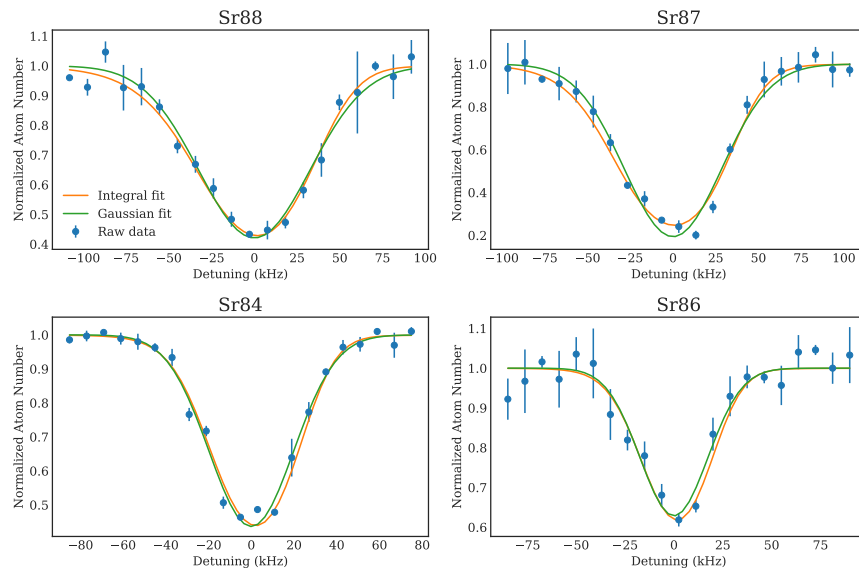 Sr88
Normalized Atom Number
1.1
1.0
0.9
0.8
0.7
0.6
0.5
0.4
Integral fit
Gaussian fit
Raw data
−100 −75 −50 −25 0 25 50 75 100
Detuning (kHz)
Sr87
Normalized Atom Number
1.0
0.8
0.6
0.4
0.2
−100 −75 −50 −25 0 25 50 75 100
Detuning (kHz)
Sr84
Normalized Atom Number
1.0
0.9
0.8
0.7
0.6
0.5
−80 −60 −40 −20 0 20 40 60 80
Detuning (kHz)
Sr86
Normalized Atom Number
1.1
1.0
0.9
0.8
0.7
0.6
−75 −50 −25 0 25 50 75
Detuning (kHz)